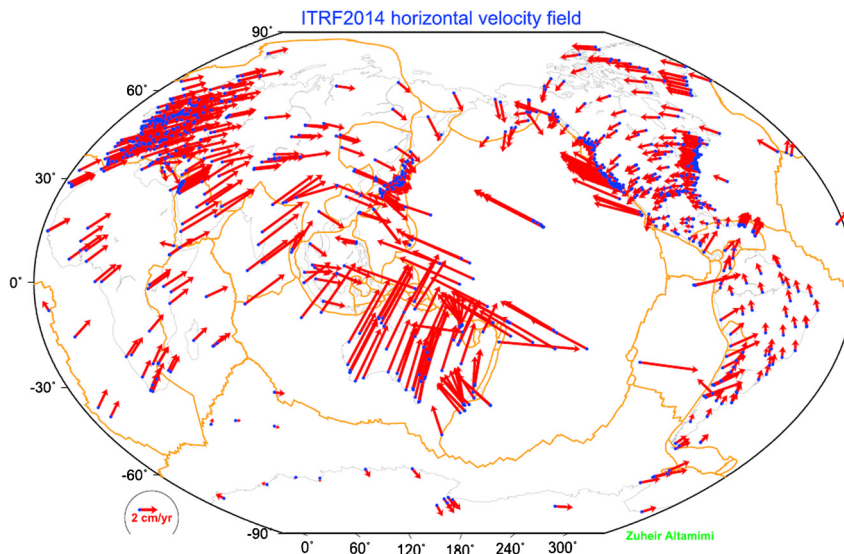 ITRF2014 horizontal velocity field
90˚
60˚
30˚
0˚
-30˚
-60˚
-90˚
2 cm/yr
0˚ 60˚ 120˚ 180˚ 240˚ 300˚
Zuheir Altamimi